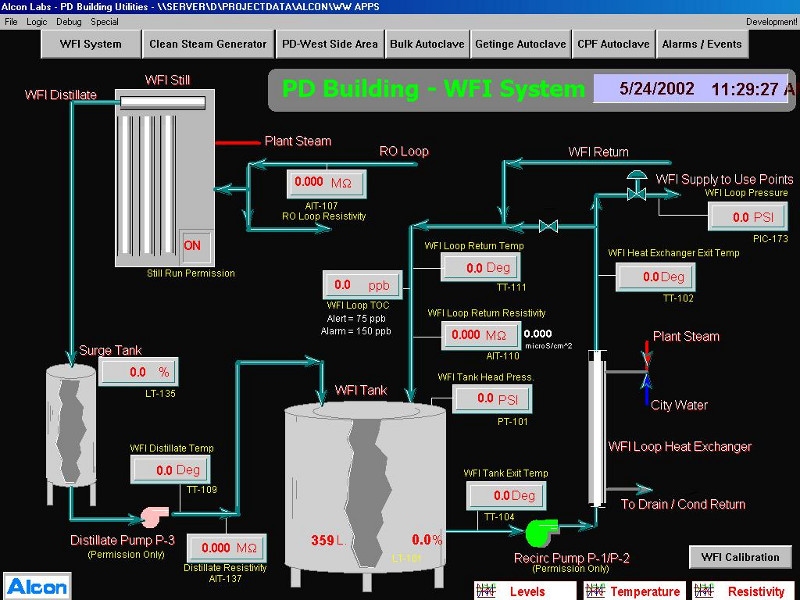 Alcon Labs - PD Building Utilities - \\SERVER\D\PROJECTDATA\ALCON\WW APPS
File Logic Debug Special Development!
WFI System Clean Steam Generator PD-West Side Area Bulk Autoclave Getinge Autoclave CPF Autoclave Alarms / Events
PD Building - WFI System 5/24/2002 11:29:27 A
WFI Still
WFI Distillate
Plant Steam
RO Loop
0.000 MΩ
AIT-107
RO Loop Resistivity
ON
Still Run Permission
WFI Return
WFI Supply to Use Points
WFI Loop Pressure
0.0 PSI
PIC-173
WFI Loop Return Temp
0.0 Deg
TT-111
WFI Heat Exchanger Exit Temp
0.0 Deg
TT-102
0.0 ppb
WFI Loop TOC
Alert = 75 ppb
Alarm = 150 ppb
WFI Loop Return Resistivity
0.000 MΩ
0.000
microS/cm^2
AIT-110
Plant Steam
City Water
Surge Tank
0.0 %
LT-135
WFI Tank
WFI Tank Head Press.
0.0 PSI
PT-101
WFI Loop Heat Exchanger
WFI Distillate Temp
0.0 Deg
TT-109
WFI Tank Exit Temp
0.0 Deg
TT-104
To Drain / Cond Return
Distillate Pump P-3
(Permission Only)
0.000 MΩ
Distillate Resistivity
AIT-137
359 L
0.0%
Recirc Pump P-1/P-2
(Permission Only)
WFI Calibration
Alcon
Levels Temperature Resistivity